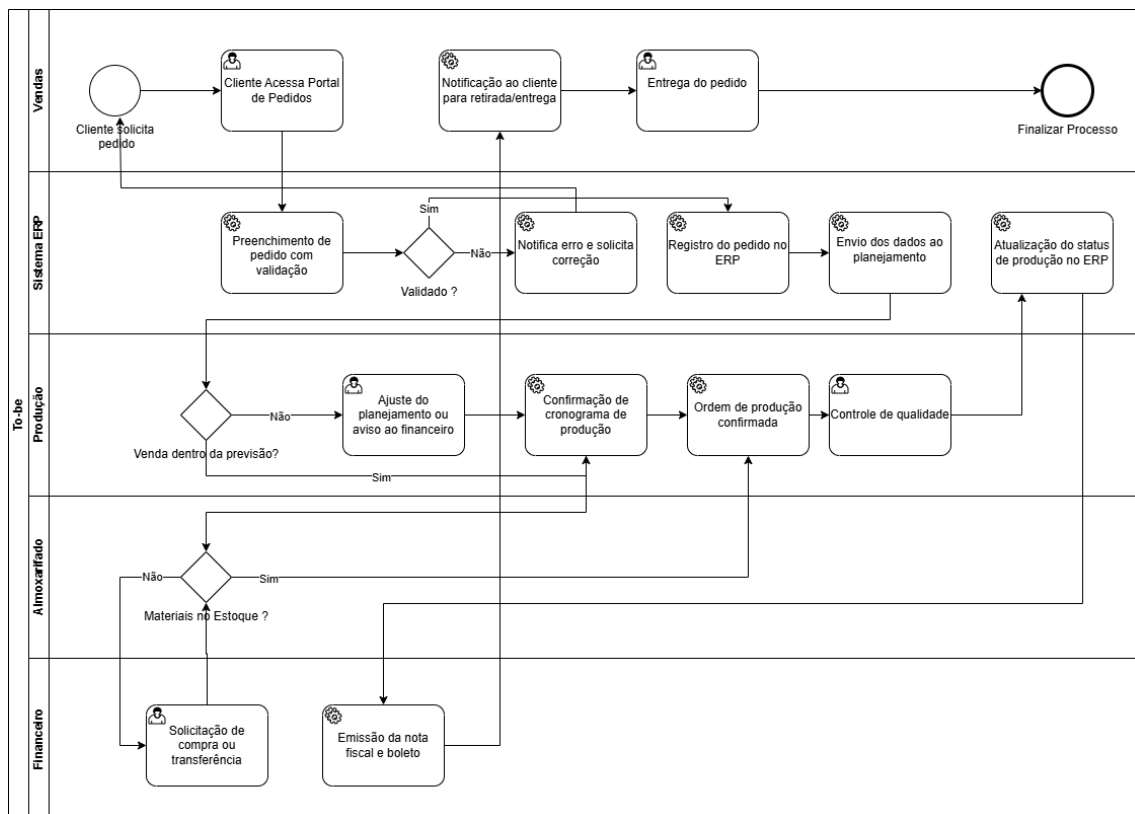 To-be
Vendas
Cliente solicita
pedido
Cliente Acessa Portal
de Pedidos
Notificação ao cliente
para retirada/entrega
Entrega do pedido
Finalizar Processo
Sistema ERP
Preenchimento de
pedido com
validação
Sim
Não
Validado ?
Notifica erro e solicita
correção
Registro do pedido no
ERP
Envio dos dados ao
planejamento
Atualização do status
de produção no ERP
Produção
Venda dentro da previsão?
Não
Sim
Ajuste do
planejamento ou
aviso ao financeiro
Confirmação de
cronograma de
produção
Ordem de produção
confirmada
Controle de qualidade
Almoxarifado
Não
Sim
Materiais no Estoque ?
Financeiro
Solicitação de
compra ou
transferência
Emissão da nota
fiscal e boleto